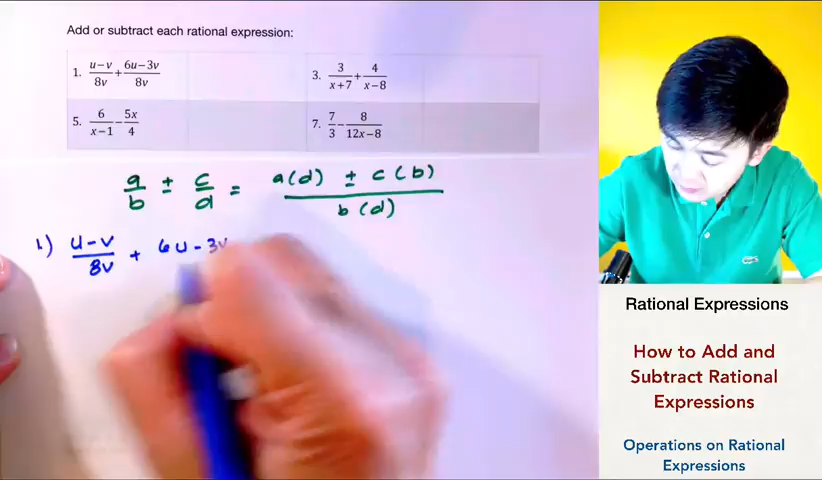 Add or subtract each rational expression:
1. (u−v)/8v + (6u−3v)/8v
3. 3/(x+7) + 4/(x−8)
5. 6/(x−1) − 5x/4
7. 7/3 − 8/(12x−8)
a/b ± c/d = (a(d) ± c(b))/(b(d))
1) (u−v)/8v + 6u−3v
Rational Expressions
How to Add and
Subtract Rational
Expressions
Operations on Rational
Expressions